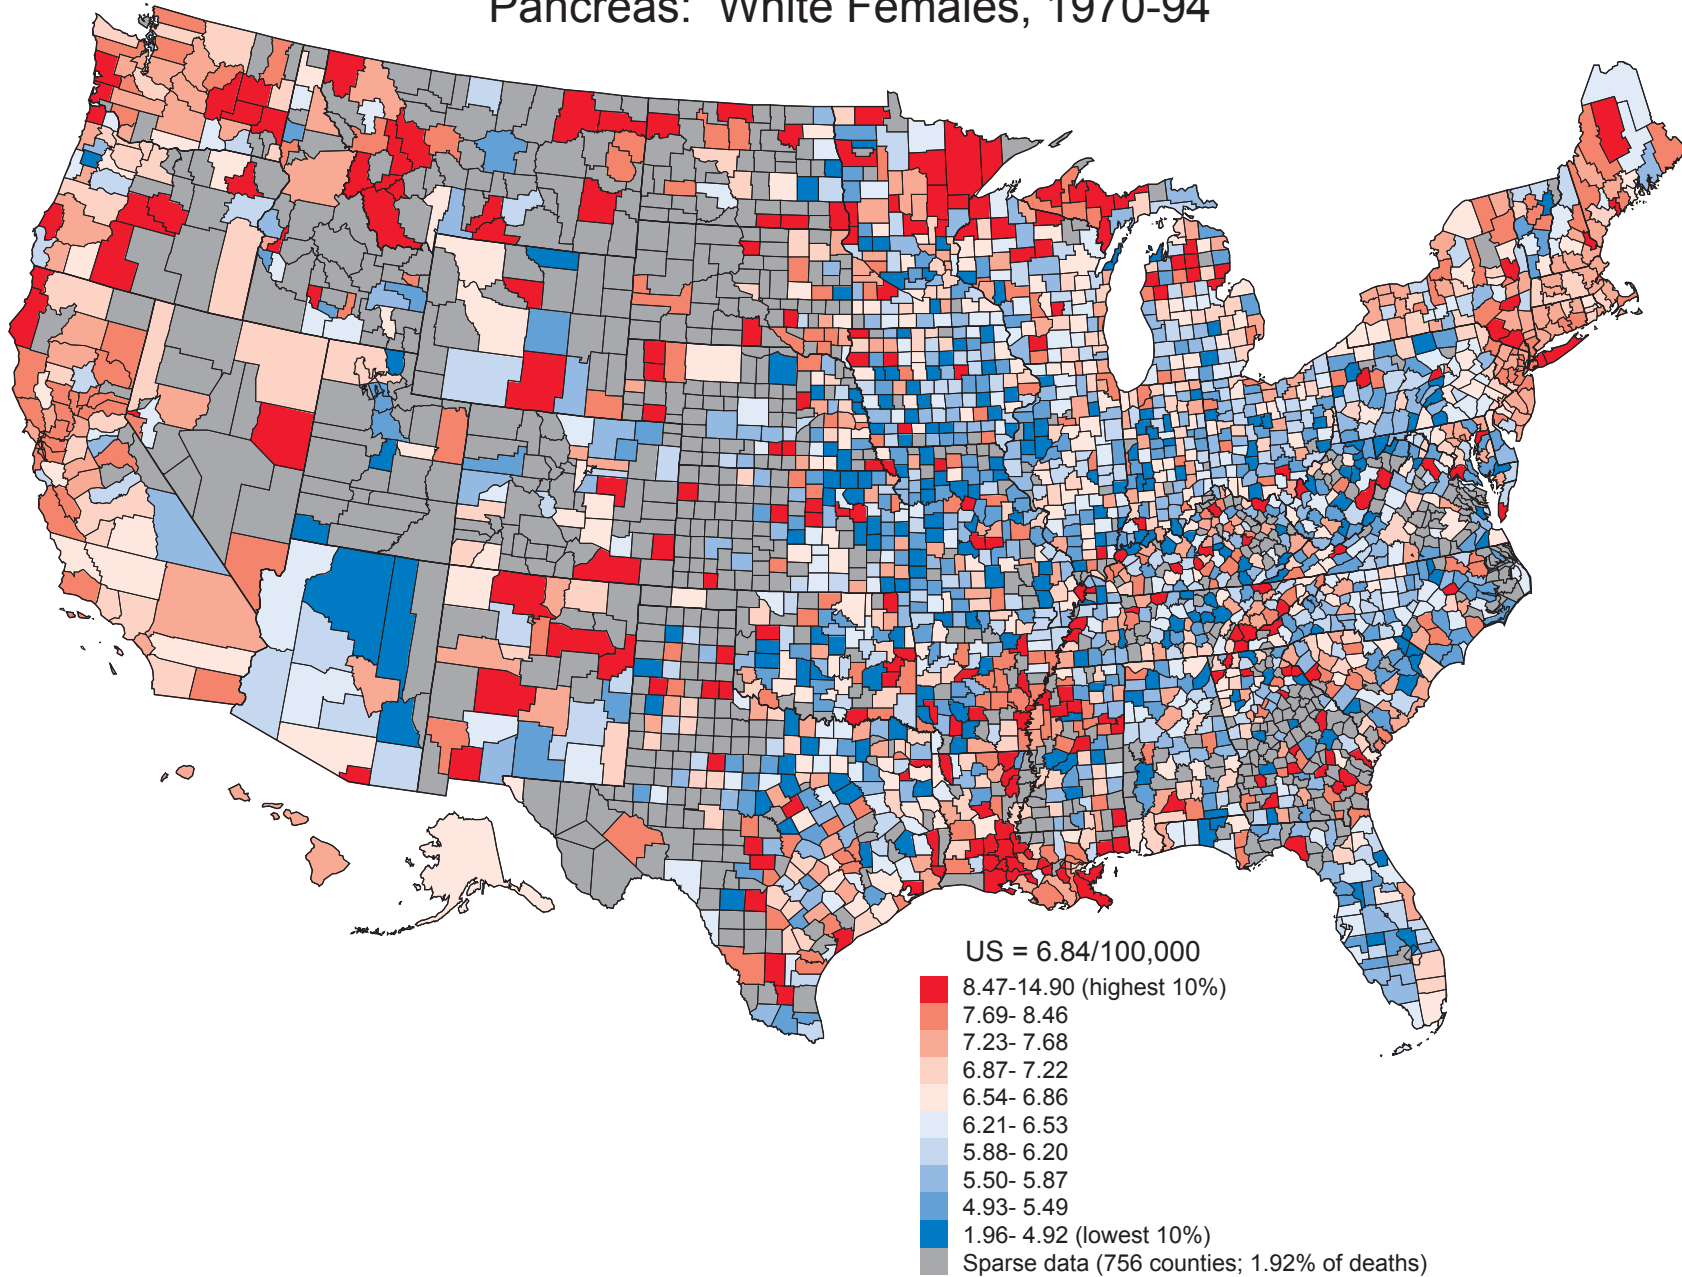 Pancreas: White Females, 1970-94
US = 6.84/100,000
8.47-14.90 (highest 10%)
7.69- 8.46
7.23- 7.68
6.87- 7.22
6.54- 6.86
6.21- 6.53
5.88- 6.20
5.50- 5.87
4.93- 5.49
1.96- 4.92 (lowest 10%)
Sparse data (756 counties; 1.92% of deaths)